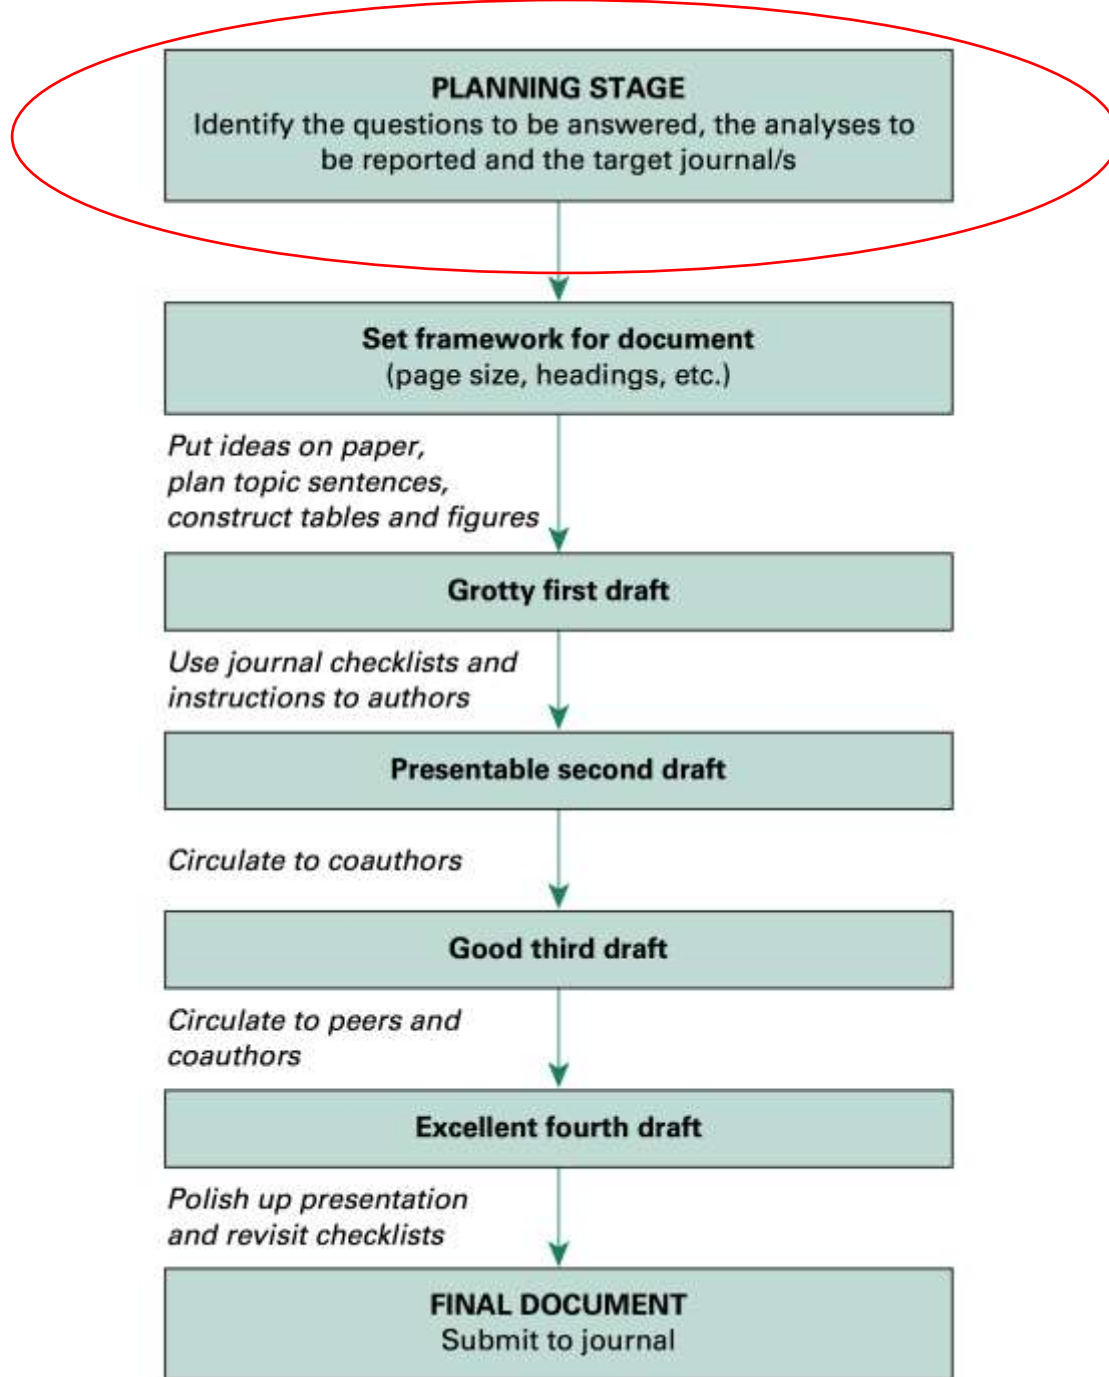 PLANNING STAGE
Identify the questions to be answered, the analyses to
be reported and the target journal/s
Set framework for document
(page size, headings, etc.)
Put ideas on paper,
plan topic sentences,
construct tables and figures
Grotty first draft
Use journal checklists and
instructions to authors
Presentable second draft
Circulate to coauthors
Good third draft
Circulate to peers and
coauthors
Excellent fourth draft
Polish up presentation
and revisit checklists
FINAL DOCUMENT
Submit to journal